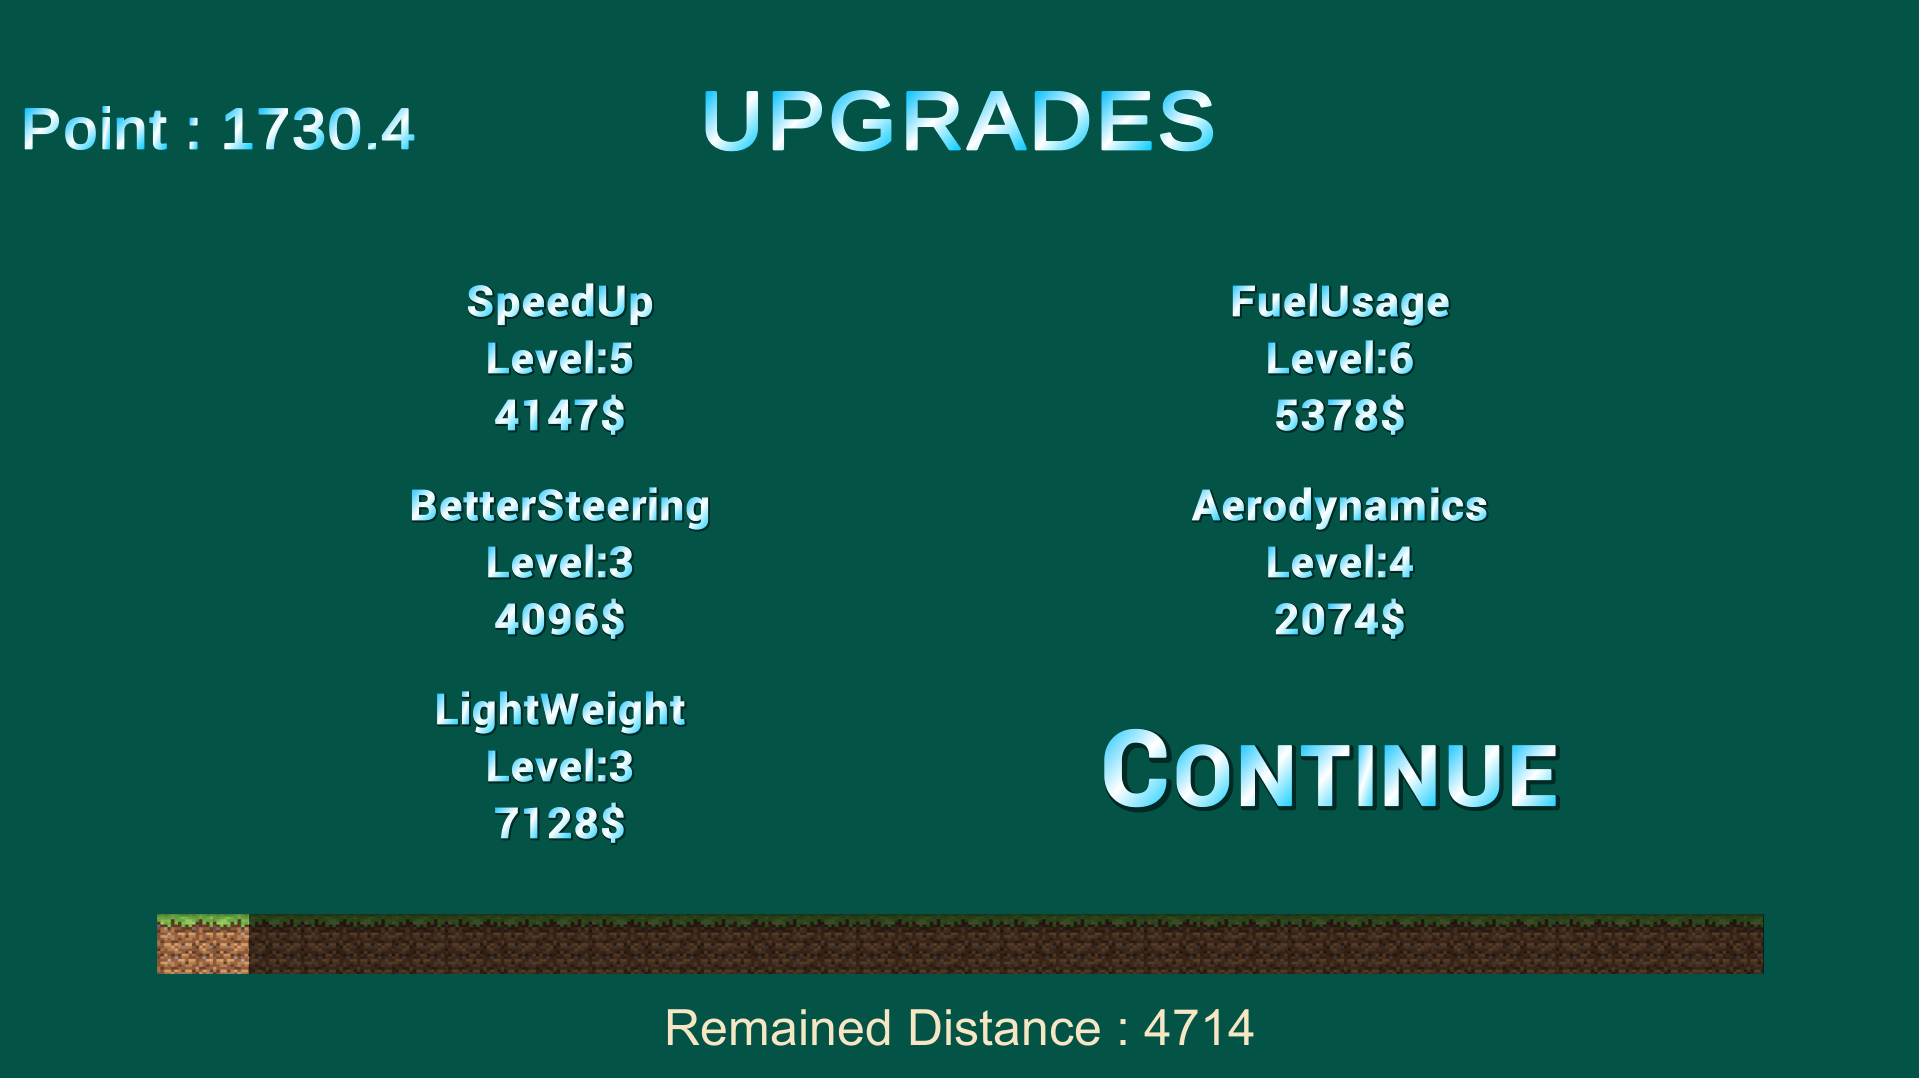 Point : 1730.4
UPGRADES
SpeedUp
Level:5
4147$
FuelUsage
Level:6
5378$
BetterSteering
Level:3
4096$
Aerodynamics
Level:4
2074$
LightWeight
Level:3
7128$
CONTINUE
Remained Distance : 4714